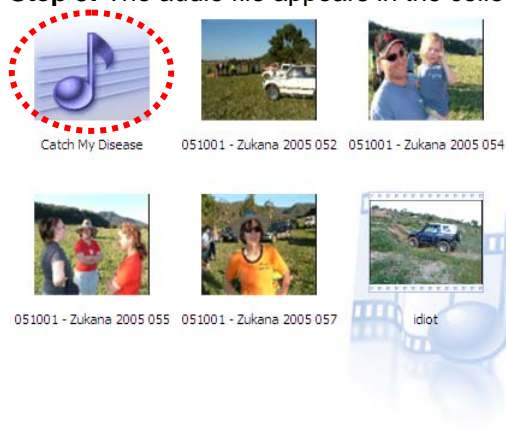 The audio file appears in the colle
Catch My Disease 051001 - Zukana 2005 052 051001 - Zukana 2005 054
051001 - Zukana 2005 055 051001 - Zukana 2005 057 idiot